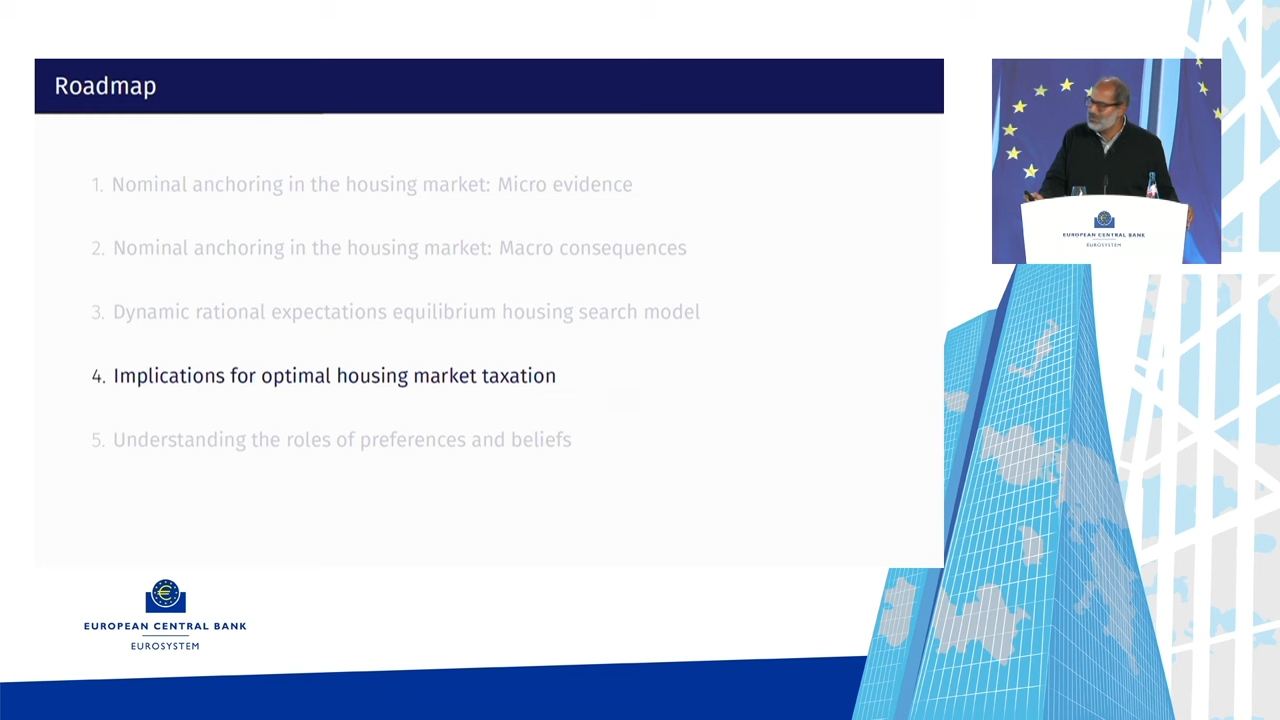 Roadmap
1. Nominal anchoring in the housing market: Micro evidence
2. Nominal anchoring in the housing market: Macro consequences
3. Dynamic rational expectations equilibrium housing search model
4. Implications for optimal housing market taxation
5. Understanding the roles of preferences and beliefs
EUROPEAN CENTRAL BANK
EUROSYSTEM
EUROPEAN CENTRAL BANK
EUROSYSTEM